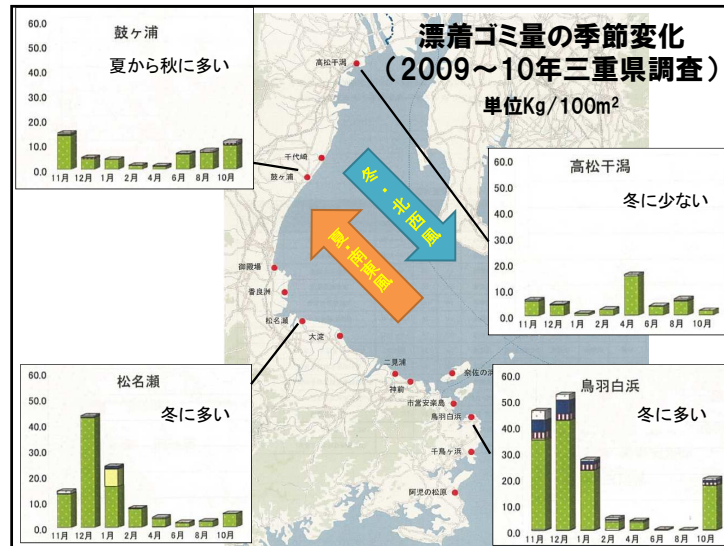 漂着ゴミ量の季節変化
（2009～10年三重県調査）
単位Kg/100m²
鼓ヶ浦
夏から秋に多い
60.0
50.0
40.0
30.0
20.0
10.0
0.0
11月 12月 1月 2月 4月 6月 8月 10月
高松干潟
千代崎
鼓ヶ浦
冬・北西風
夏・南東風
高松干潟
冬に少ない
60.0
50.0
40.0
30.0
20.0
10.0
0.0
11月 12月 1月 2月 4月 6月 8月 10月
御殿場
香良洲
松名瀬
大淀
二見浦
神前
奈佐の浜
市営安楽島
鳥羽白浜
千鳥ヶ浜
阿児の松原
松名瀬
冬に多い
60.0
50.0
40.0
30.0
20.0
10.0
0.0
11月 12月 1月 2月 4月 6月 8月 10月
鳥羽白浜
冬に多い
60.0
50.0
40.0
30.0
20.0
10.0
0.0
11月 12月 1月 2月 4月 6月 8月 10月